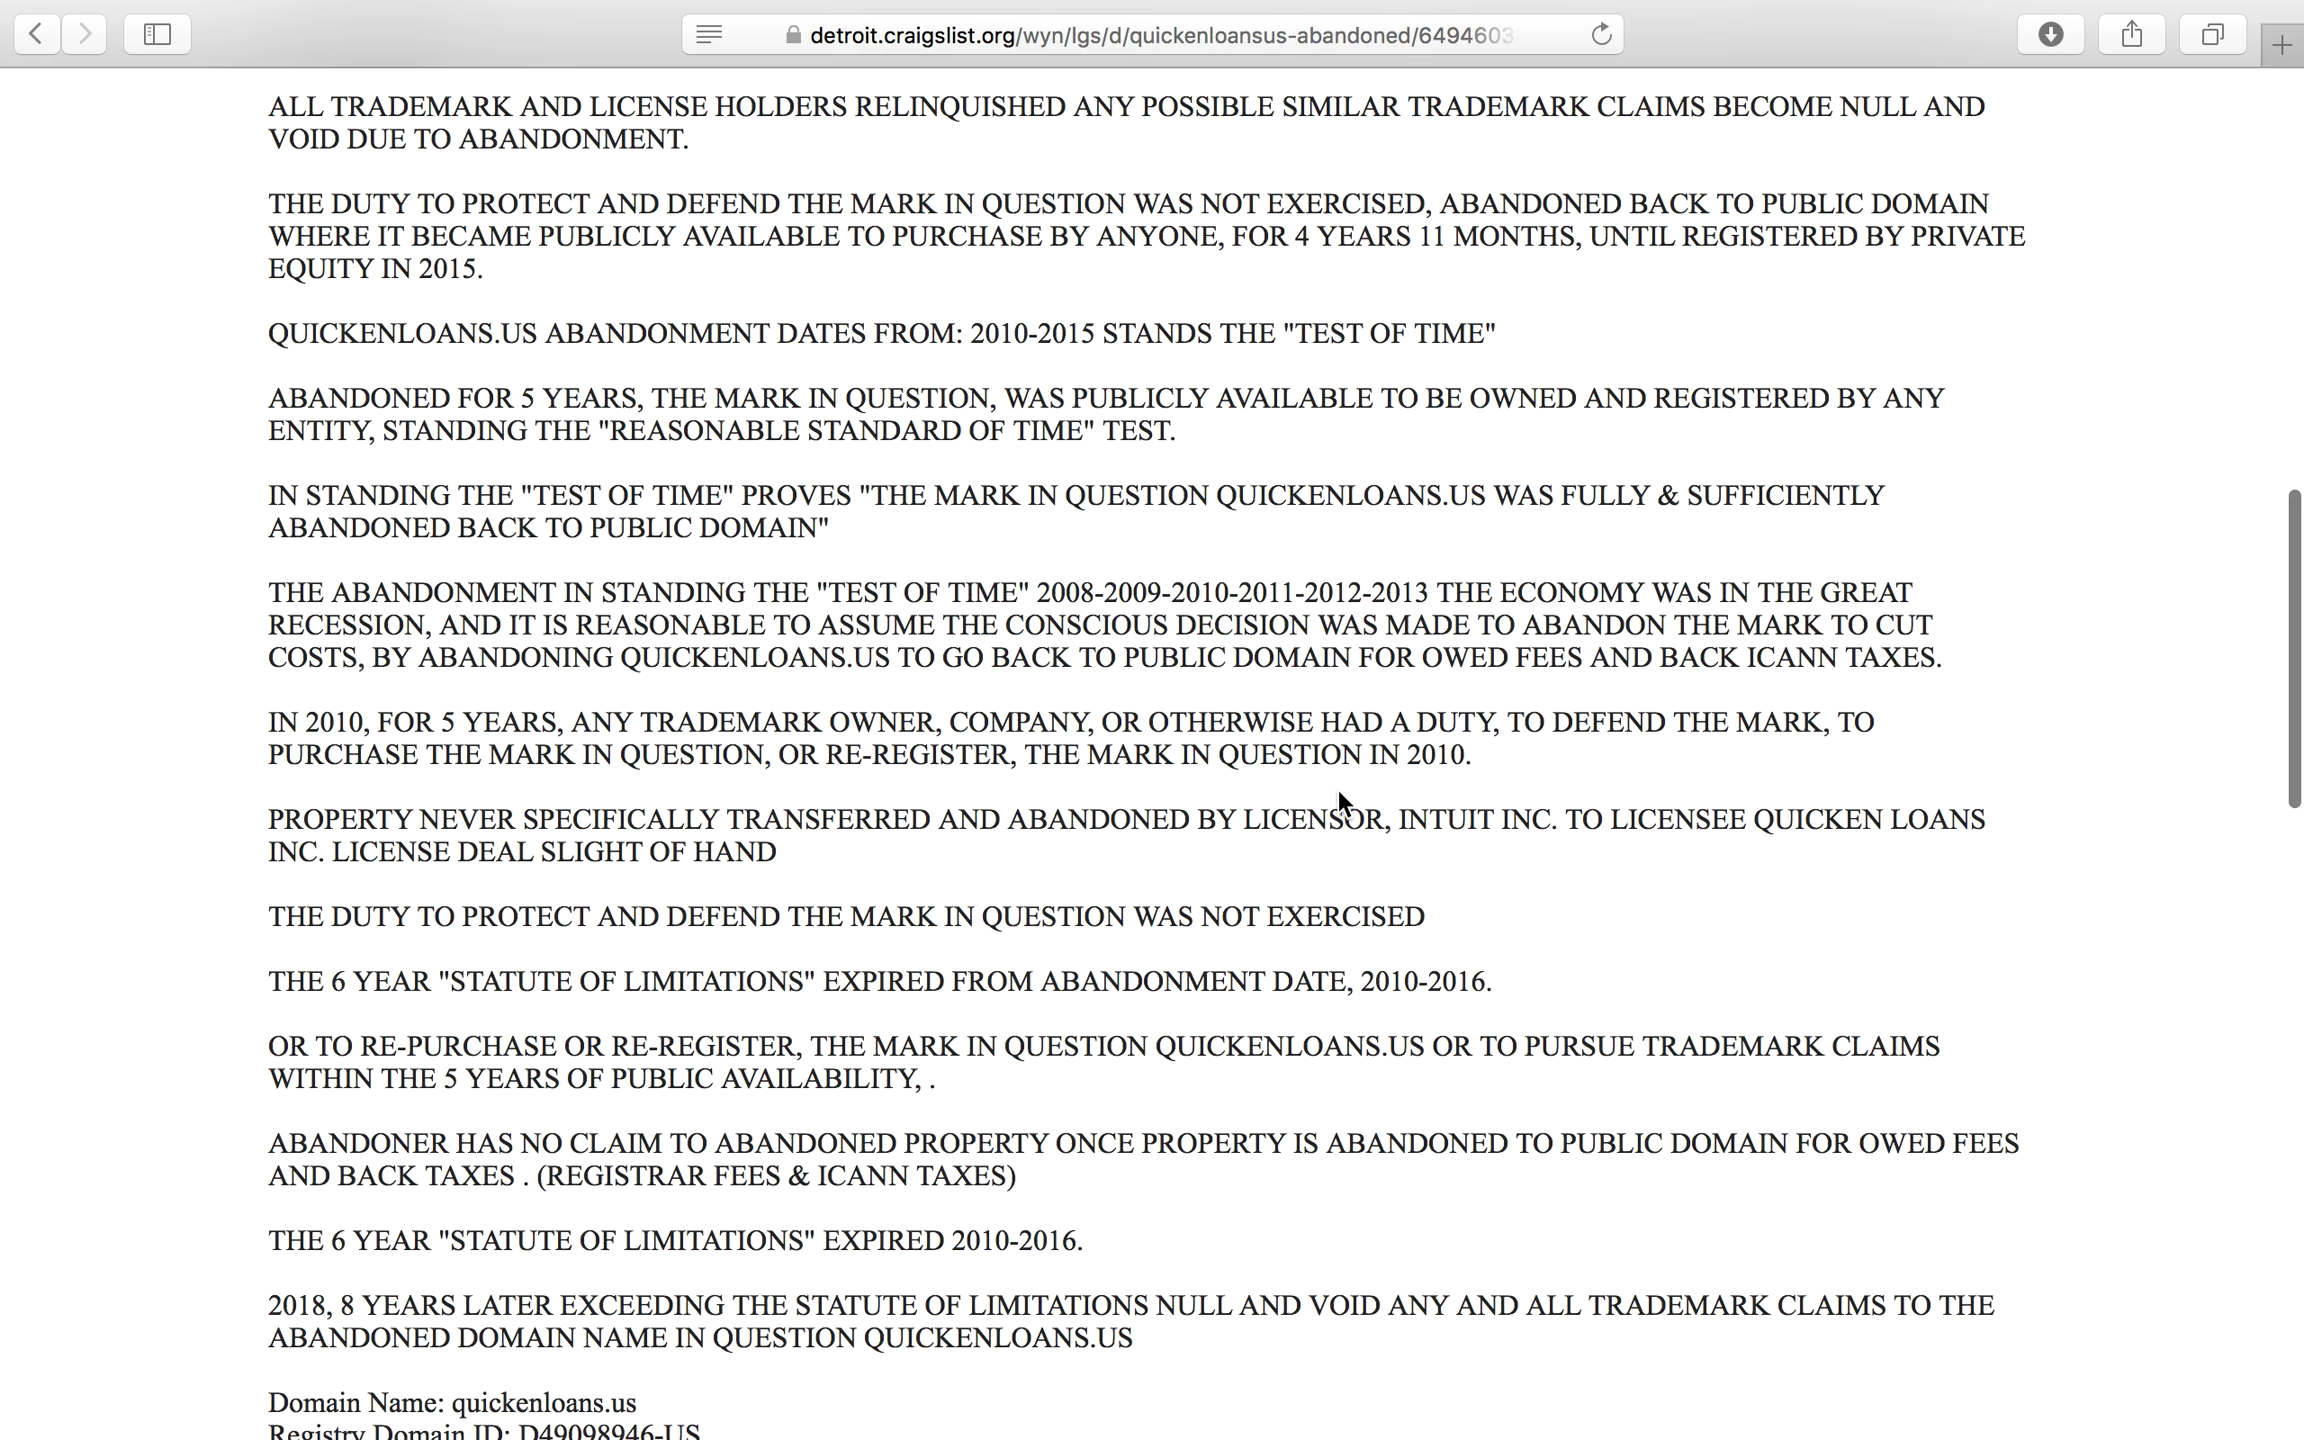 detroit.craigslist.org/wyn/lgs/d/quickenloansus-abandoned/6494603
ALL TRADEMARK AND LICENSE HOLDERS RELINQUISHED ANY POSSIBLE SIMILAR TRADEMARK CLAIMS BECOME NULL AND
VOID DUE TO ABANDONMENT.
THE DUTY TO PROTECT AND DEFEND THE MARK IN QUESTION WAS NOT EXERCISED, ABANDONED BACK TO PUBLIC DOMAIN
WHERE IT BECAME PUBLICLY AVAILABLE TO PURCHASE BY ANYONE, FOR 4 YEARS 11 MONTHS, UNTIL REGISTERED BY PRIVATE
EQUITY IN 2015.
QUICKENLOANS.US ABANDONMENT DATES FROM: 2010-2015 STANDS THE "TEST OF TIME"
ABANDONED FOR 5 YEARS, THE MARK IN QUESTION, WAS PUBLICLY AVAILABLE TO BE OWNED AND REGISTERED BY ANY
ENTITY, STANDING THE "REASONABLE STANDARD OF TIME" TEST.
IN STANDING THE "TEST OF TIME" PROVES "THE MARK IN QUESTION QUICKENLOANS.US WAS FULLY & SUFFICIENTLY
ABANDONED BACK TO PUBLIC DOMAIN"
THE ABANDONMENT IN STANDING THE "TEST OF TIME" 2008-2009-2010-2011-2012-2013 THE ECONOMY WAS IN THE GREAT
RECESSION, AND IT IS REASONABLE TO ASSUME THE CONSCIOUS DECISION WAS MADE TO ABANDON THE MARK TO CUT
COSTS, BY ABANDONING QUICKENLOANS.US TO GO BACK TO PUBLIC DOMAIN FOR OWED FEES AND BACK ICANN TAXES.
IN 2010, FOR 5 YEARS, ANY TRADEMARK OWNER, COMPANY, OR OTHERWISE HAD A DUTY, TO DEFEND THE MARK, TO
PURCHASE THE MARK IN QUESTION, OR RE-REGISTER, THE MARK IN QUESTION IN 2010.
PROPERTY NEVER SPECIFICALLY TRANSFERRED AND ABANDONED BY LICENSOR, INTUIT INC. TO LICENSEE QUICKEN LOANS
INC. LICENSE DEAL SLIGHT OF HAND
THE DUTY TO PROTECT AND DEFEND THE MARK IN QUESTION WAS NOT EXERCISED
THE 6 YEAR "STATUTE OF LIMITATIONS" EXPIRED FROM ABANDONMENT DATE, 2010-2016.
OR TO RE-PURCHASE OR RE-REGISTER, THE MARK IN QUESTION QUICKENLOANS.US OR TO PURSUE TRADEMARK CLAIMS
WITHIN THE 5 YEARS OF PUBLIC AVAILABILITY, .
ABANDONER HAS NO CLAIM TO ABANDONED PROPERTY ONCE PROPERTY IS ABANDONED TO PUBLIC DOMAIN FOR OWED FEES
AND BACK TAXES . (REGISTRAR FEES & ICANN TAXES)
THE 6 YEAR "STATUTE OF LIMITATIONS" EXPIRED 2010-2016.
2018, 8 YEARS LATER EXCEEDING THE STATUTE OF LIMITATIONS NULL AND VOID ANY AND ALL TRADEMARK CLAIMS TO THE
ABANDONED DOMAIN NAME IN QUESTION QUICKENLOANS.US
Domain Name: quickenloans.us
Registry Domain ID: D49098946-US